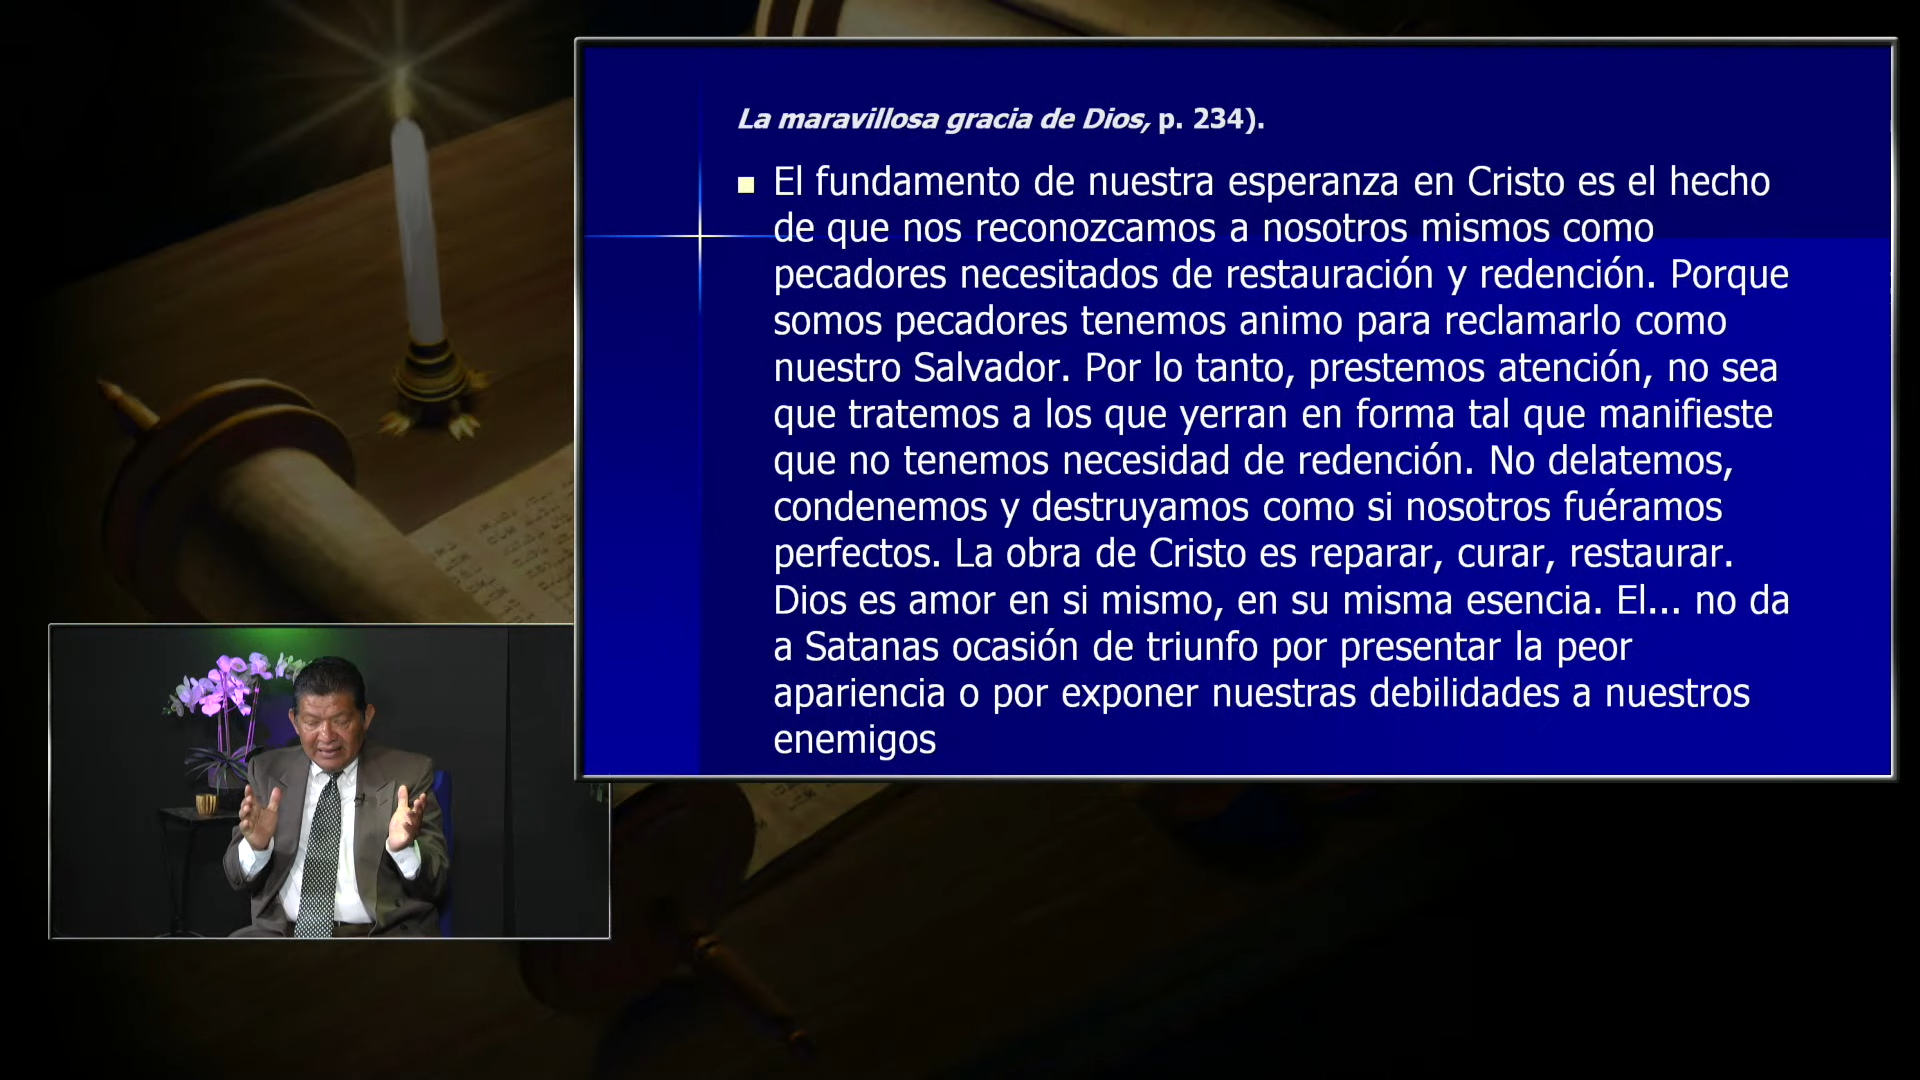 La maravillosa gracia de Dios, p. 234).
■ El fundamento de nuestra esperanza en Cristo es el hecho
de que nos reconozcamos a nosotros mismos como
pecadores necesitados de restauración y redención. Porque
somos pecadores tenemos animo para reclamarlo como
nuestro Salvador. Por lo tanto, prestemos atención, no sea
que tratemos a los que yerran en forma tal que manifieste
que no tenemos necesidad de redención. No delatemos,
condenemos y destruyamos como si nosotros fuéramos
perfectos. La obra de Cristo es reparar, curar, restaurar.
Dios es amor en si mismo, en su misma esencia. El... no da
a Satanas ocasión de triunfo por presentar la peor
apariencia o por exponer nuestras debilidades a nuestros
enemigos